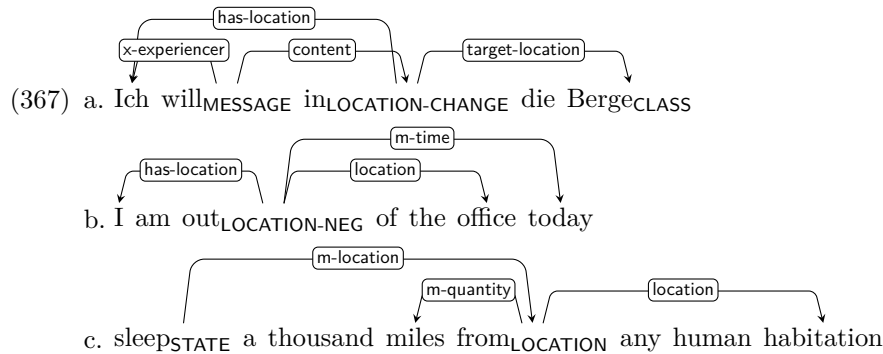 has-location
x-experiencer content target-location
(367) a. Ich willMESSAGE inLOCATION-CHANGE die BergeCLASS
m-time
has-location location
b. I am outLOCATION-NEG of the office today
m-location
m-quantity location
c. sleepSTATE a thousand miles fromLOCATION any human habitation